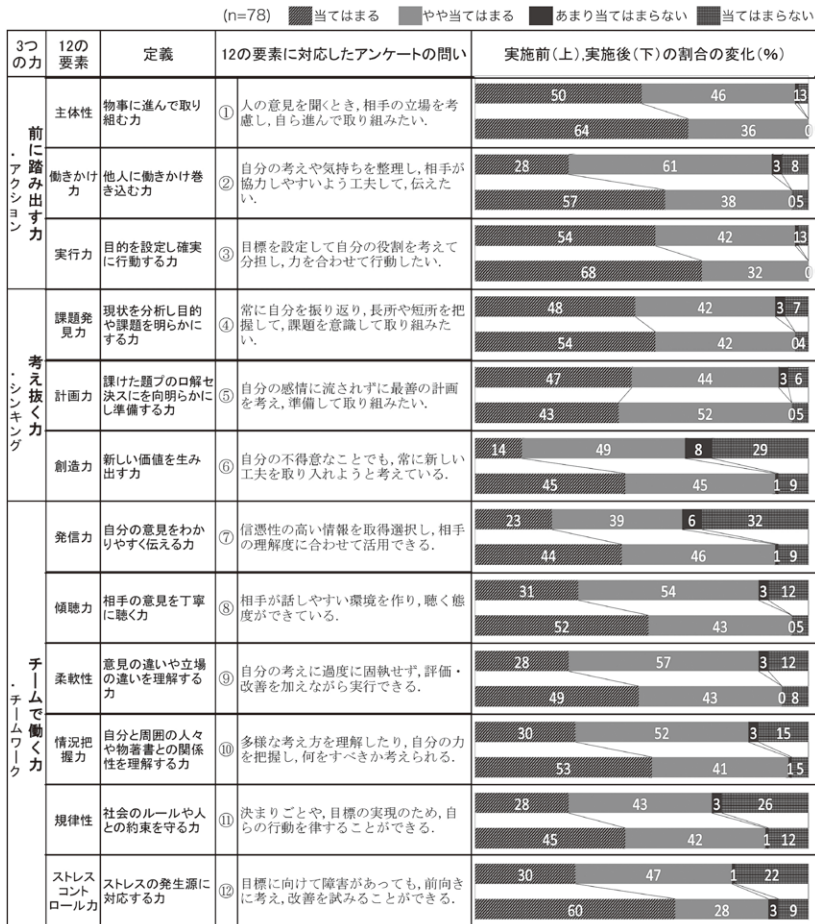 (n=78) 当てはまる やや当てはまる あまり当てはまらない 当てはまらない
3つの力 12の要素 定義 12の要素に対応したアンケートの問い 実施前(上),実施後(下)の割合の変化(%)
前に踏み出す力
・アクション
主体性
物事に進んで取り
組む力
①
人の意見を聞くとき,相手の立場を考
慮し,自ら進んで取り組みたい.
50 46 1 3
64 36 0
働きかけ
力
他人に働きかけ巻
き込む力
②
自分の考えや気持ちを整理し,相手が
協力しやすいよう工夫して,伝えた
い.
28 61 3 8
57 38 0 5
実行力
目的を設定し確実
に行動する力
③
目標を設定して自分の役割を考えて
分担し,力を合わせて行動したい.
54 42 1 3
68 32 0
考え抜く力
・シンキング
課題発
見力
現状を分析し目的
や課題を明らかに
する力
④
常に自分を振り返り,長所や短所を把
握して,課題を意識して取り組みた
い.
48 42 3 7
54 42 0 4
計画力
課けた題プのロ解セ
決スにを向明らかに
し準備する力
⑤
自分の感情に流されずに最善の計画
を考え,準備して取り組みたい.
47 44 3 6
43 52 0 5
創造力
新しい価値を生み
出す力
⑥
自分の不得意なことでも,常に新しい
工夫を取り入れようと考えている.
14 49 8 29
45 45 1 9
チームで働く力
・チームワーク
発信力
自分の意見をわか
りやすく伝える力
⑦
信憑性の高い情報を取得選択し,相手
の理解度に合わせて活用できる.
23 39 6 32
44 46 1 9
傾聴力
相手の意見を丁寧
に聴く力
⑧
相手が話しやすい環境を作り,聴く態
度ができている.
31 54 3 12
52 43 0 5
柔軟性
意見の違いや立場
の違いを理解する
力
⑨
自分の考えに過度に固執せず,評価・
改善を加えながら実行できる.
28 57 3 12
49 43 0 8
情況把
握力
自分と周囲の人々
や物著書との関係
性を理解する力
⑩
多様な考え方を理解したり,自分の力
を把握し,何をすべきか考えられる.
30 52 3 15
53 41 1 5
規律性
社会のルールや人
との約束を守る力
⑪
決まりごとや,目標の実現のため,自
らの行動を律することができる.
28 43 3 26
45 42 1 12
ストレス
コント
ロール力
ストレスの発生源に
対応する力
⑫
目標に向けて障害があっても,前向き
に考え,改善を試みることができる.
30 47 1 22
60 28 3 9